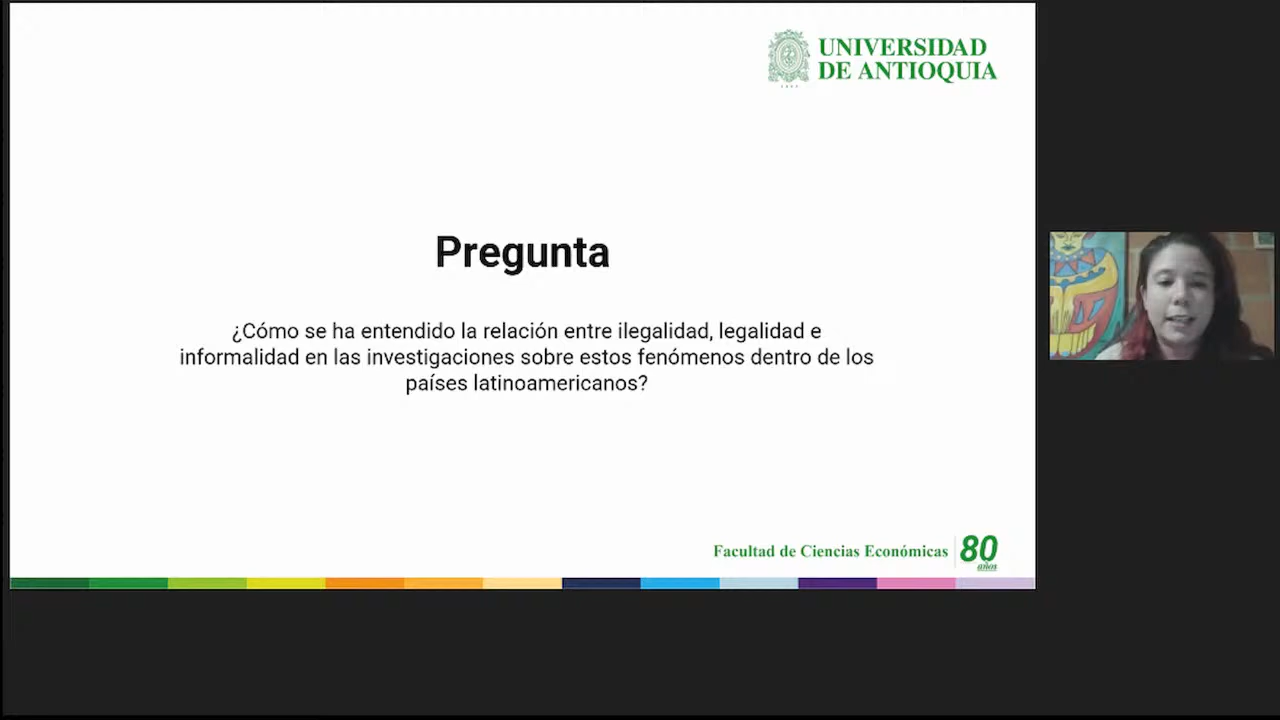 UNIVERSIDAD
DE ANTIOQUIA
Pregunta
¿Cómo se ha entendido la relación entre ilegalidad, legalidad e
informalidad en las investigaciones sobre estos fenómenos dentro de los
países latinoamericanos?
Facultad de Ciencias Económicas
80
años